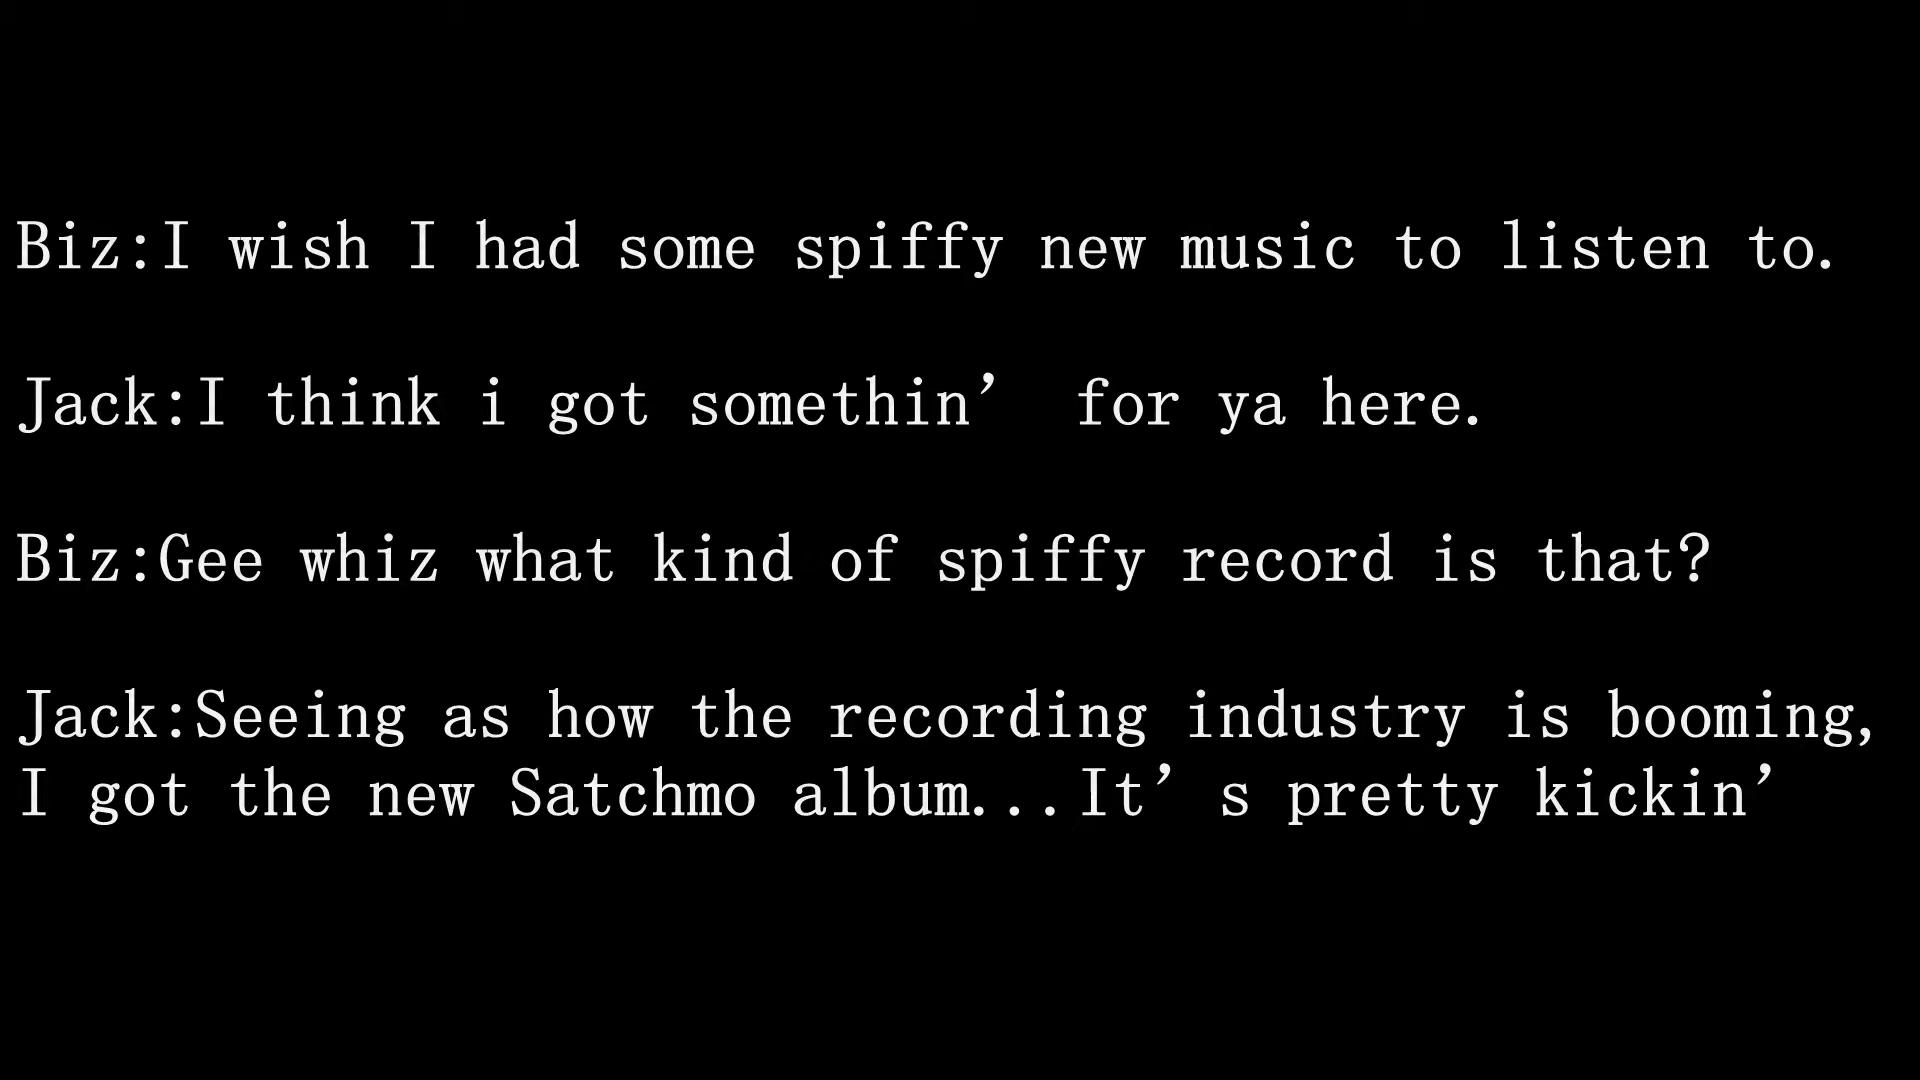 Biz:I wish I had some spiffy new music to listen to.
Jack:I think i got somethin’ for ya here.
Biz:Gee whiz what kind of spiffy record is that?
Jack:Seeing as how the recording industry is booming,
I got the new Satchmo album...It’s pretty kickin’